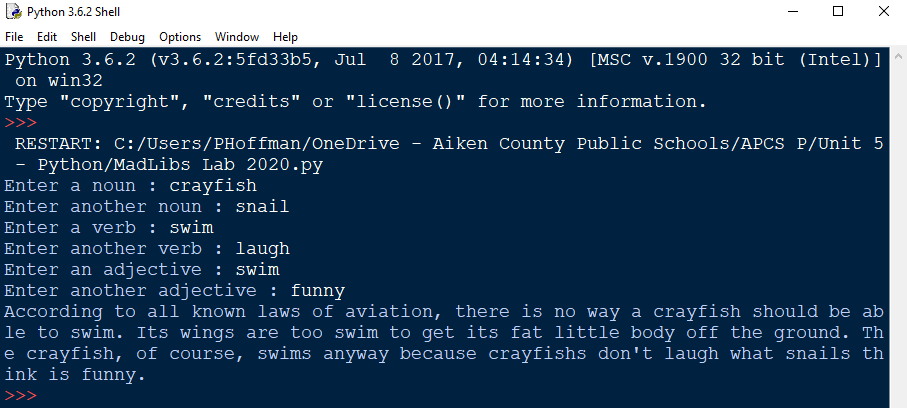 Python 3.6.2 Shell
File Edit Shell Debug Options Window Help
Python 3.6.2 (v3.6.2:5fd33b5, Jul  8 2017, 04:14:34) [MSC v.1900 32 bit (Intel)]
 on win32
Type "copyright", "credits" or "license()" for more information.
>>>
 RESTART: C:/Users/PHoffman/OneDrive - Aiken County Public Schools/APCS P/Unit 5
 - Python/MadLibs Lab 2020.py
Enter a noun : crayfish
Enter another noun : snail
Enter a verb : swim
Enter another verb : laugh
Enter an adjective : swim
Enter another adjective : funny
According to all known laws of aviation, there is no way a crayfish should be ab
le to swim. Its wings are too swim to get its fat little body off the ground. Th
e crayfish, of course, swims anyway because crayfishs don't laugh what snails th
ink is funny.
>>>